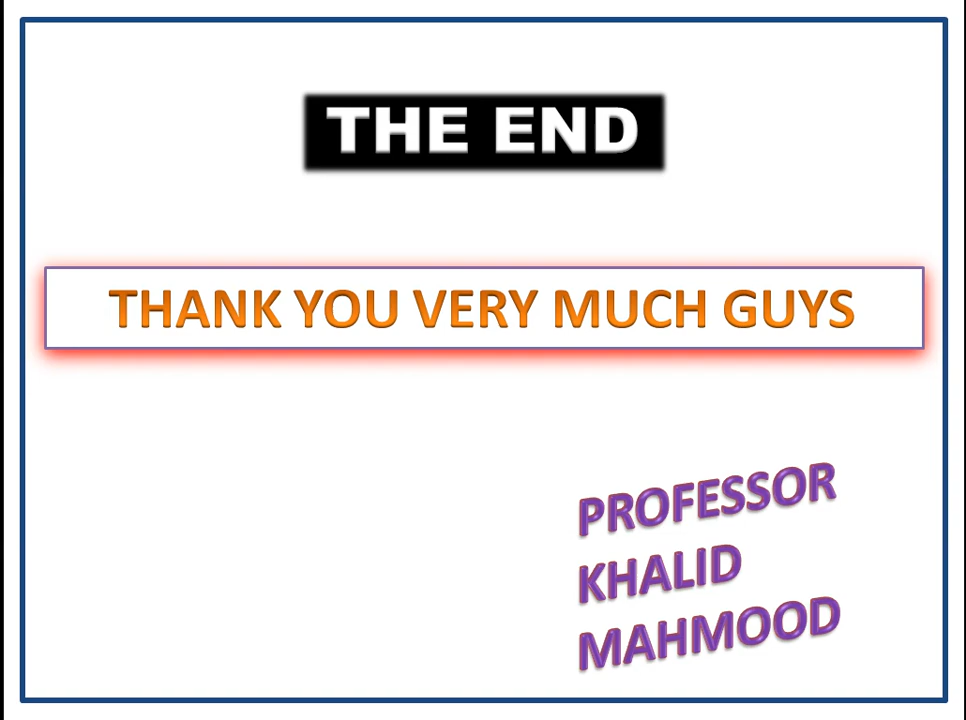 THE END
THANK YOU VERY MUCH GUYS
PROFESSOR
KHALID
MAHMOOD